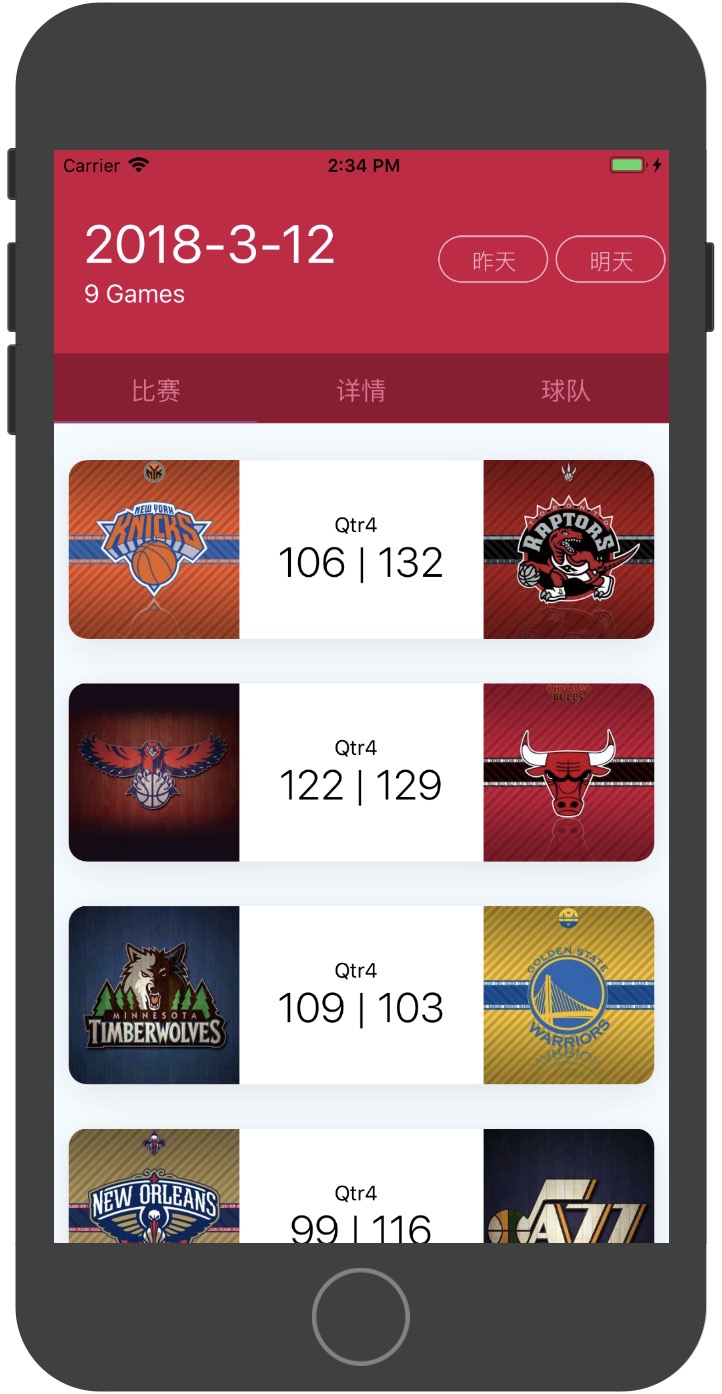 Carrier
2:34 PM
2018-3-12
9 Games
昨天
明天
比赛
详情
球队
NEW YORK
KNICKS
Qtr4
106 | 132
RAPTORS
Qtr4
122 | 129
BULLS
MINNESOTA
TIMBERWOLVES
Qtr4
109 | 103
GOLDEN STATE
WARRIORS
NEW ORLEANS
Qtr4
99 | 116
JAZZ